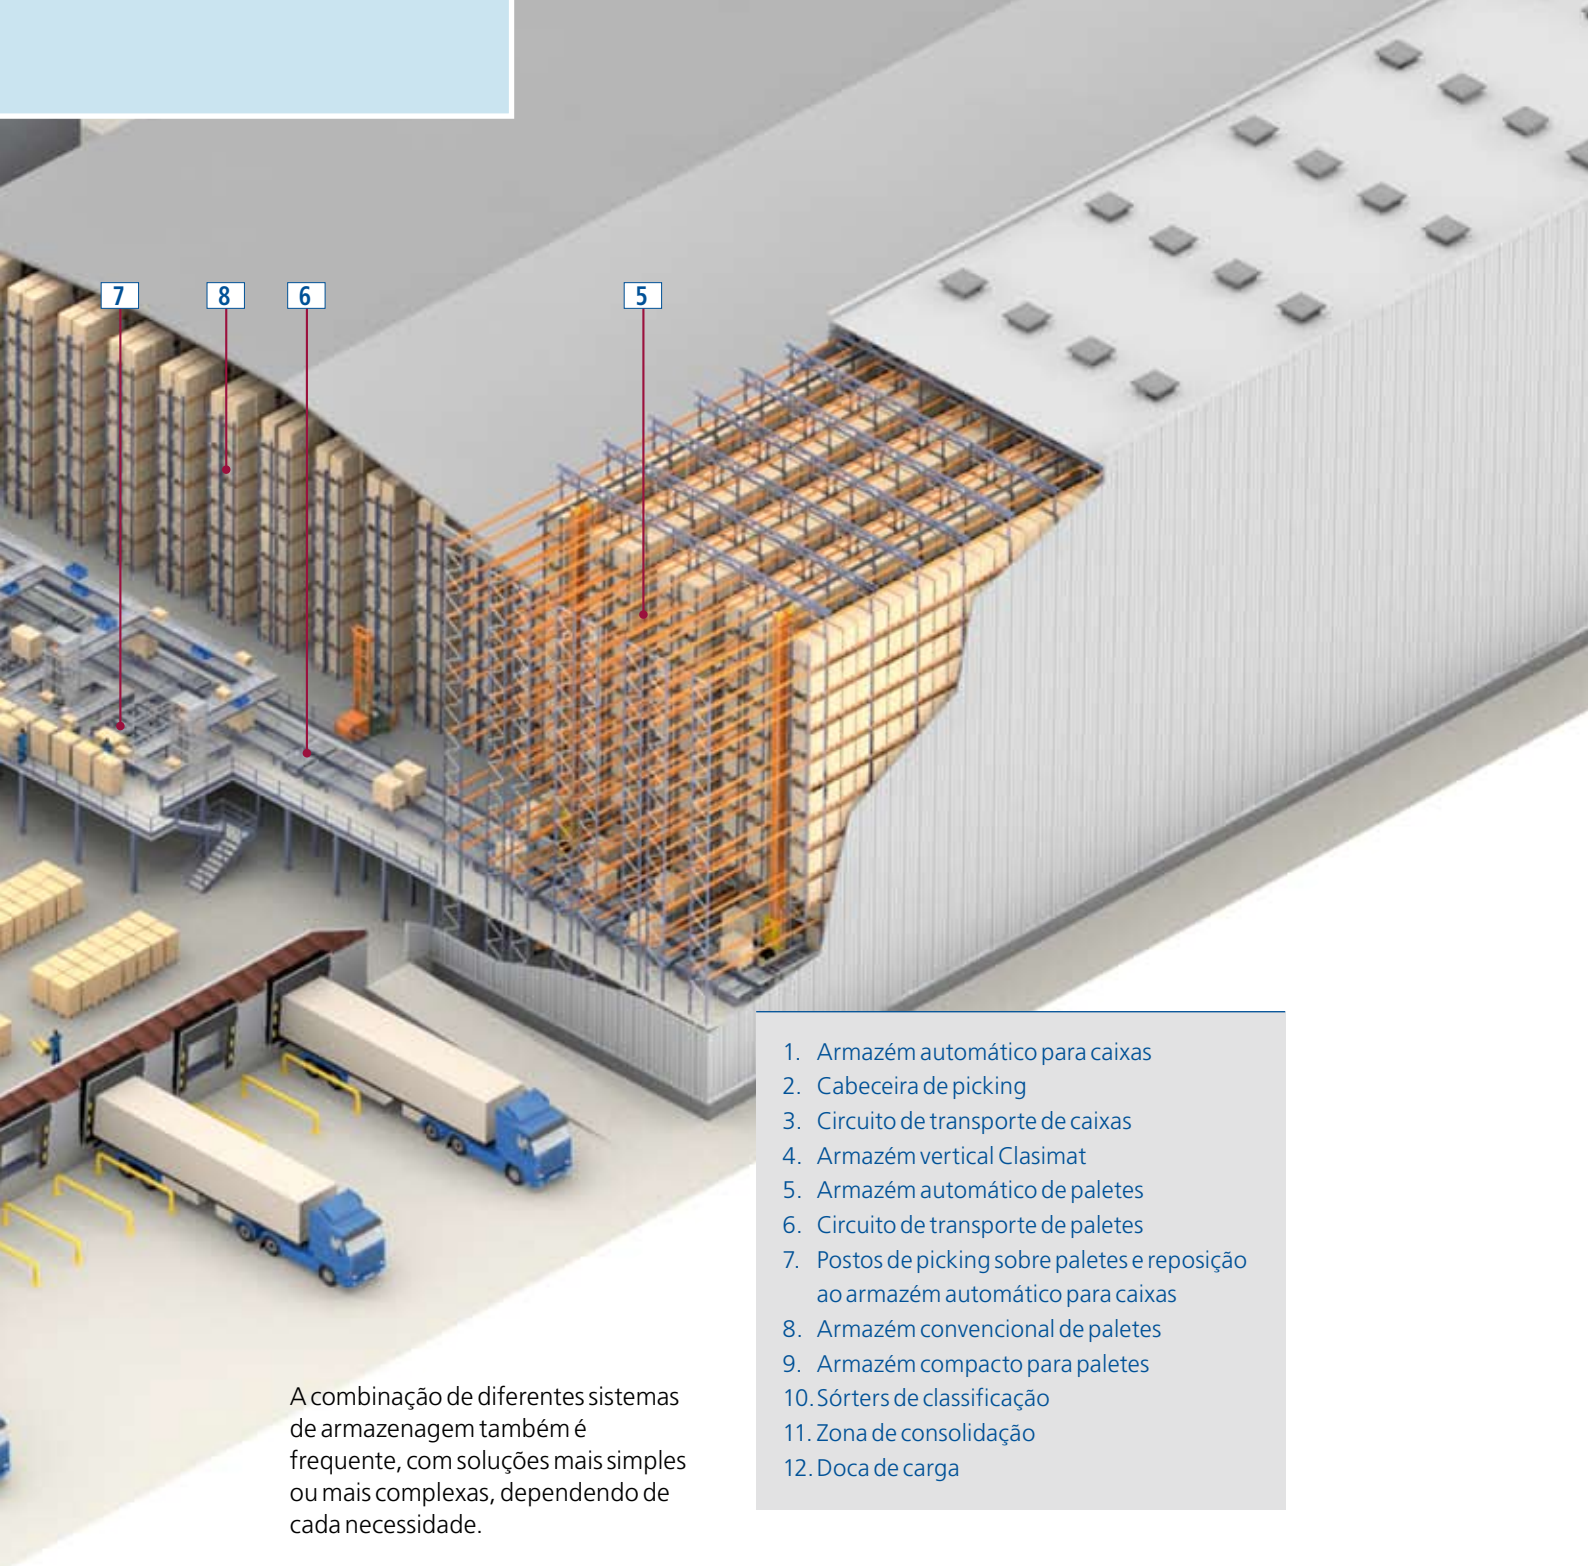 7 8 6 5
1. Armazém automático para caixas
2. Cabeceira de picking
3. Circuito de transporte de caixas
4. Armazém vertical Clasimat
5. Armazém automático de paletes
6. Circuito de transporte de paletes
7. Postos de picking sobre paletes e reposição
ao armazém automático para caixas
8. Armazém convencional de paletes
9. Armazém compacto para paletes
10. Sórters de classificação
11. Zona de consolidação
12. Doca de carga
A combinação de diferentes sistemas
de armazenagem também é
frequente, com soluções mais simples
ou mais complexas, dependendo de
cada necessidade.